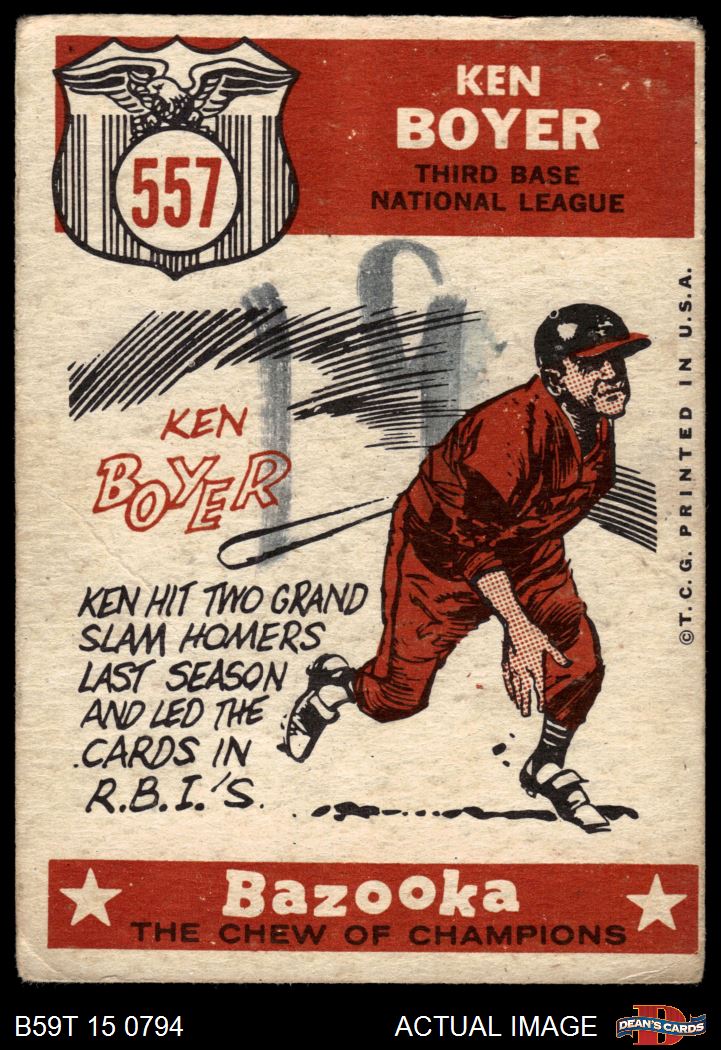 557
KEN
BOYER
THIRD BASE
NATIONAL LEAGUE
©T.C.G. PRINTED IN U.S.A.
KEN
BOYER
KEN HIT TWO GRAND
SLAM HOMERS
LAST SEASON
AND LED THE
CARDS IN
R.B.I.'S.
Bazooka
THE CHEW OF CHAMPIONS
B59T 15 0794
ACTUAL IMAGE
D
DEAN'S CARDS